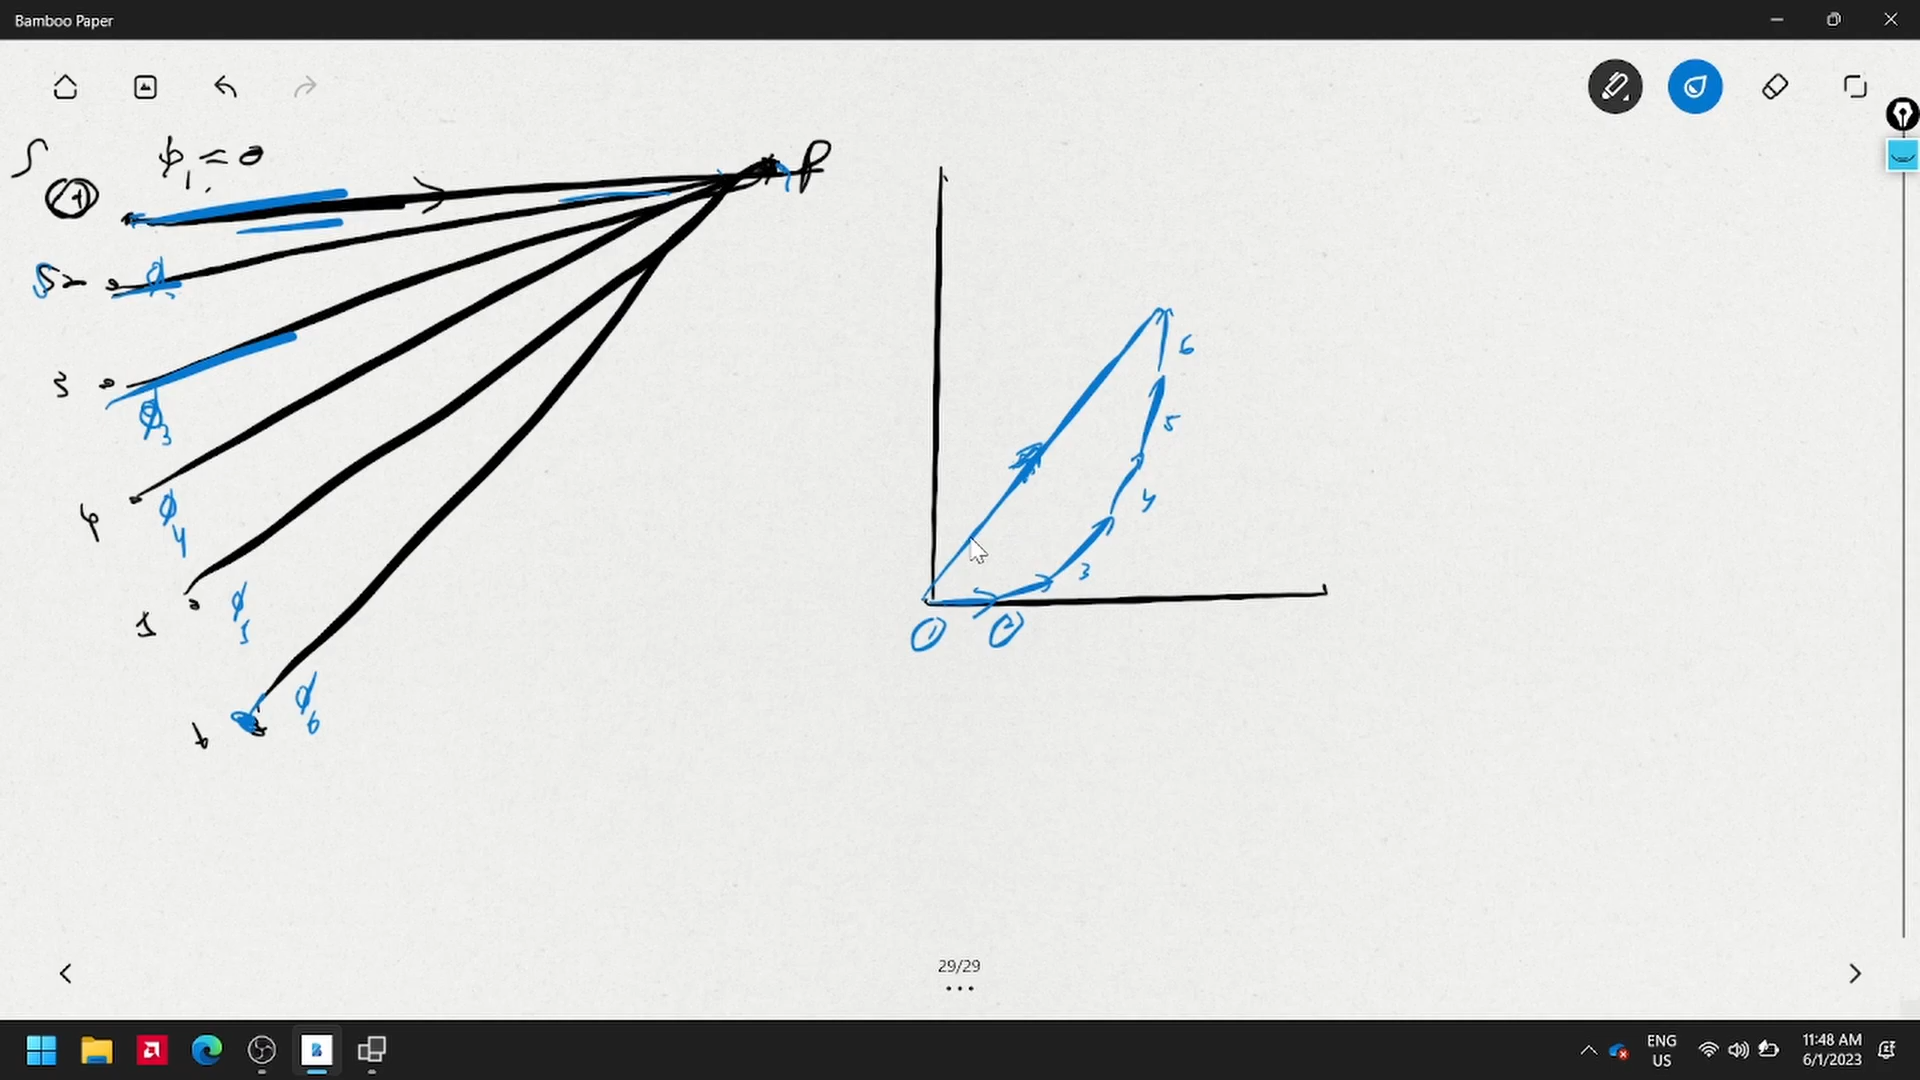 Bamboo Paper
S
ϕ₁ = 0
1
P
S2
3
ϕ₃
4
ϕ₄
5
ϕ₅
6
ϕ₆
6
5
4
3
1
2
29/29
ENG
US
11:48 AM
6/1/2023